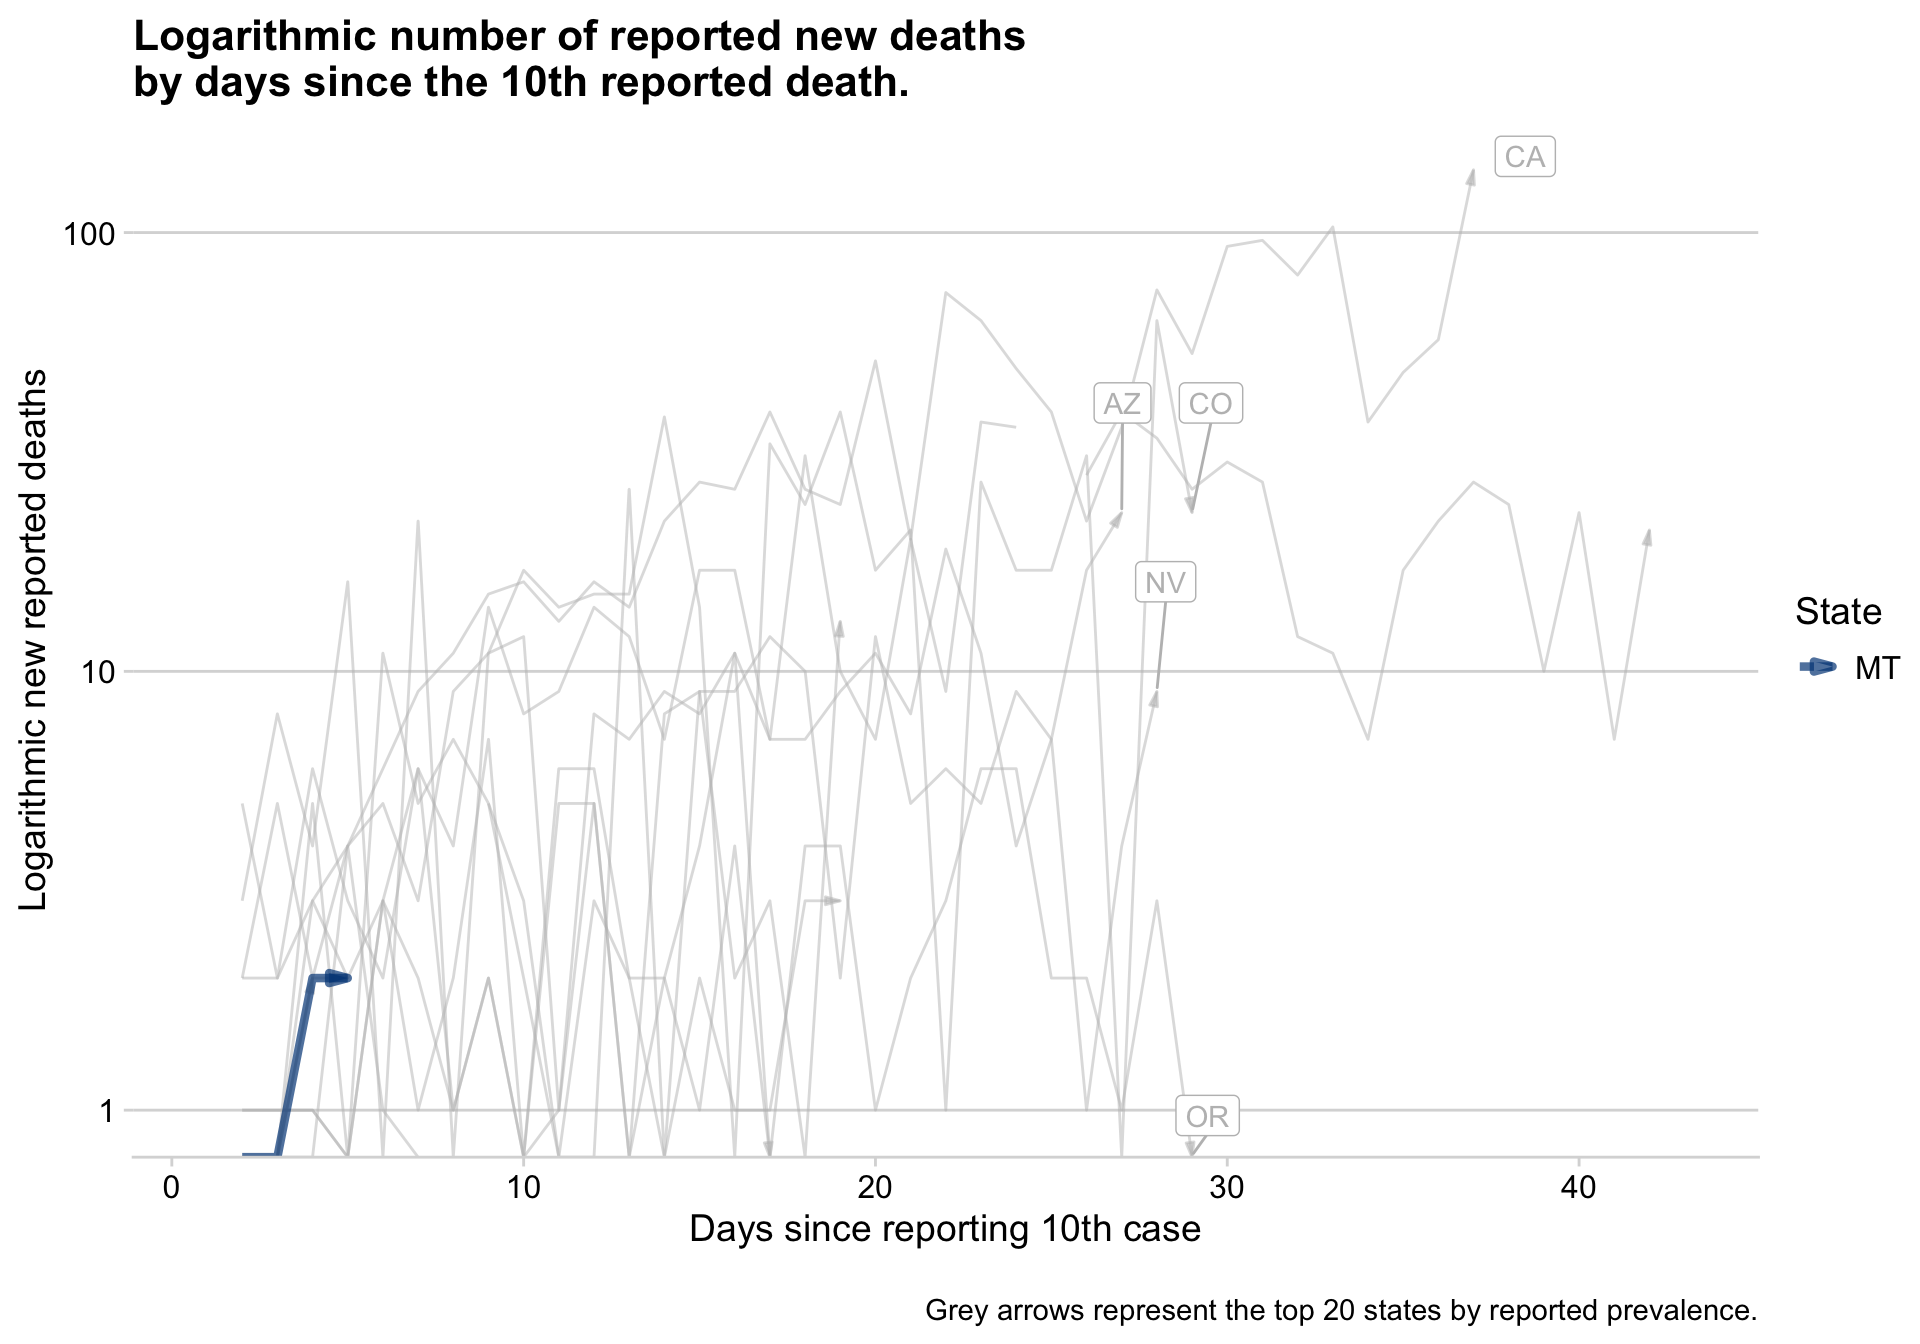 Logarithmic number of reported new deaths
by days since the 10th reported death.
CA
100
AZ
CO
NV
10
OR
1
Logarithmic new reported deaths
State
MT
0
10
20
30
40
Days since reporting 10th case
Grey arrows represent the top 20 states by reported prevalence.